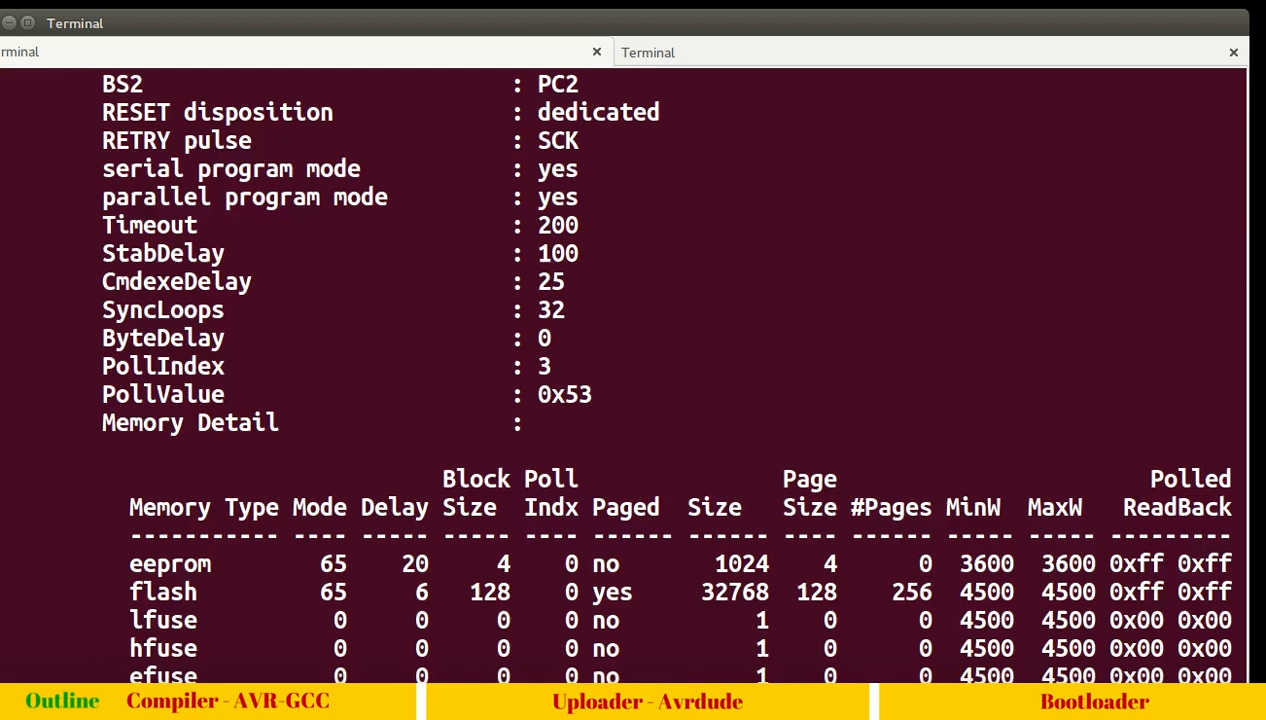 Terminal
rminal × Terminal ×
BS2 : PC2
RESET disposition : dedicated
RETRY pulse : SCK
serial program mode : yes
parallel program mode : yes
Timeout : 200
StabDelay : 100
CmdexeDelay : 25
SyncLoops : 32
ByteDelay : 0
PollIndex : 3
PollValue : 0x53
Memory Detail :
Block Poll Page Polled
Memory Type Mode Delay Size Indx Paged Size Size #Pages MinW MaxW ReadBack
----------- ---- ----- ----- ---- ------ ------ ---- ------ ----- ----- ---------
eeprom 65 20 4 0 no 1024 4 0 3600 3600 0xff 0xff
flash 65 6 128 0 yes 32768 128 256 4500 4500 0xff 0xff
lfuse 0 0 0 0 no 1 0 0 4500 4500 0x00 0x00
hfuse 0 0 0 0 no 1 0 0 4500 4500 0x00 0x00
efuse 0 0 0 0 no 1 0 0 4500 4500 0x00 0x00
Outline Compiler - AVR-GCC Uploader - Avrdude Bootloader